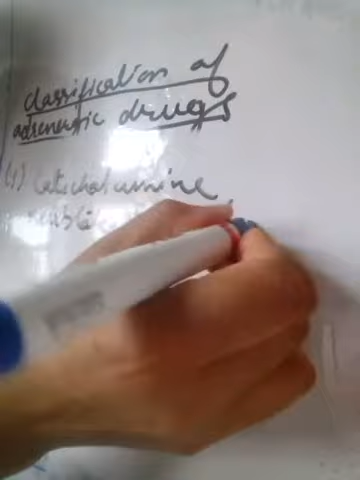 classification of
adrenergic drugs
(1) catecholamine